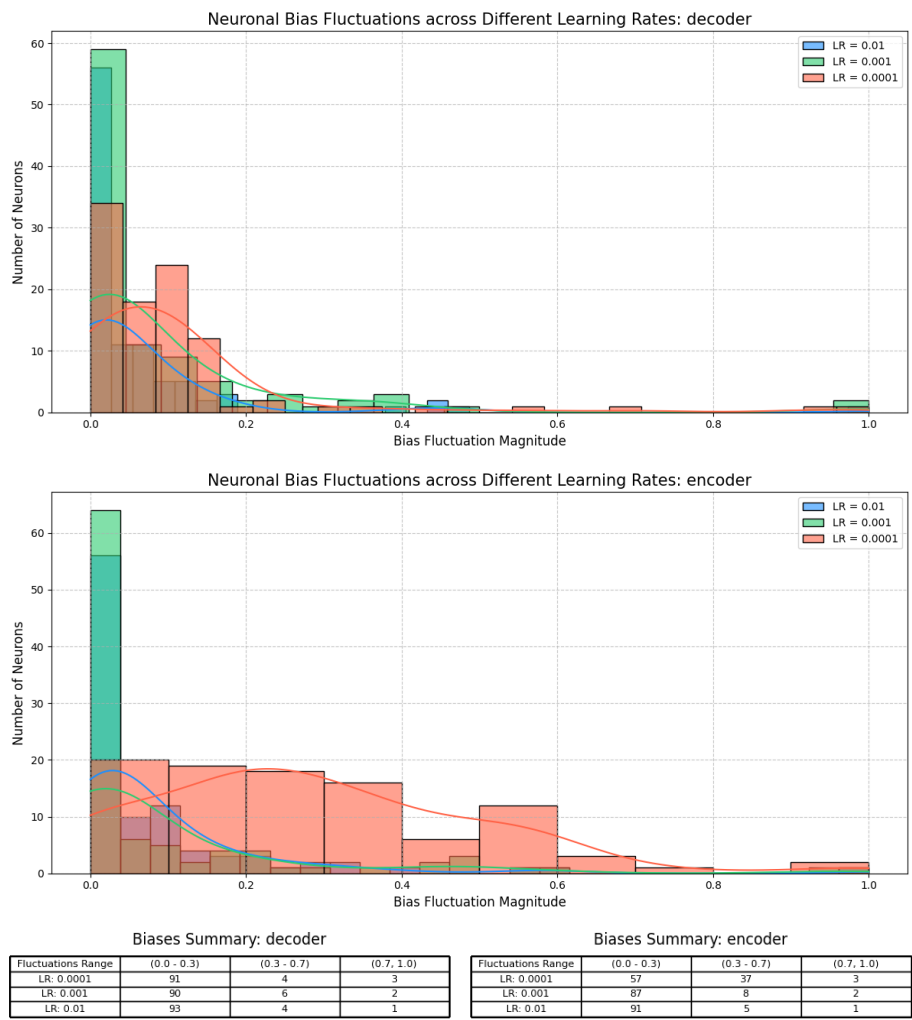 Neuronal Bias Fluctuations across Different Learning Rates: decoder
LR = 0.01
LR = 0.001
LR = 0.0001
60
50
40
30
20
10
0
Number of Neurons
0.0 0.2 0.4 0.6 0.8 1.0
Bias Fluctuation Magnitude
Neuronal Bias Fluctuations across Different Learning Rates: encoder
LR = 0.01
LR = 0.001
LR = 0.0001
60
50
40
30
20
10
0
Number of Neurons
0.0 0.2 0.4 0.6 0.8 1.0
Bias Fluctuation Magnitude
Biases Summary: decoder
Fluctuations Range (0.0 - 0.3) (0.3 - 0.7) (0.7, 1.0)
LR: 0.0001 91 4 3
LR: 0.001 90 6 2
LR: 0.01 93 4 1
Biases Summary: encoder
Fluctuations Range (0.0 - 0.3) (0.3 - 0.7) (0.7, 1.0)
LR: 0.0001 57 37 3
LR: 0.001 87 8 2
LR: 0.01 91 5 1